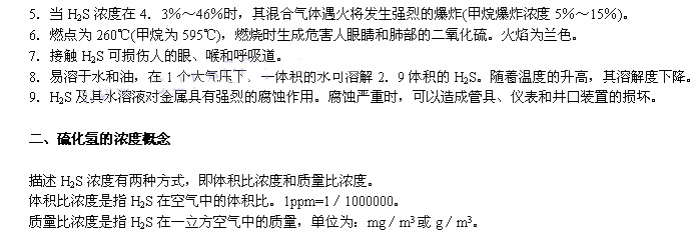 5. 当 H₂S 浓度在 4．3%～46%时，其混合气体遇火将发生强烈的爆炸(甲烷爆炸浓度 5%～15%)。
6. 燃点为 260℃(甲烷为 595℃)，燃烧时生成危害人眼睛和肺部的二氧化硫。火焰为兰色。
7. 接触 H₂S 可损伤人的眼、喉和呼吸道。
8. 易溶于水和油，在 1 个大气压下，一体积的水可溶解 2．9 体积的 H₂S。随着温度的升高，其溶解度下降。
9. H₂S 及其水溶液对金属具有强烈的腐蚀作用。腐蚀严重时，可以造成管具、仪表和井口装置的损坏。
二、硫化氢的浓度概念
描述 H₂S 浓度有两种方式，即体积比浓度和质量比浓度。
体积比浓度是指 H₂S 在空气中的体积比。1ppm=1／1000000。
质量比浓度是指 H₂S 在一立方空气中的质量，单位为：mg／m³或 g／m³。